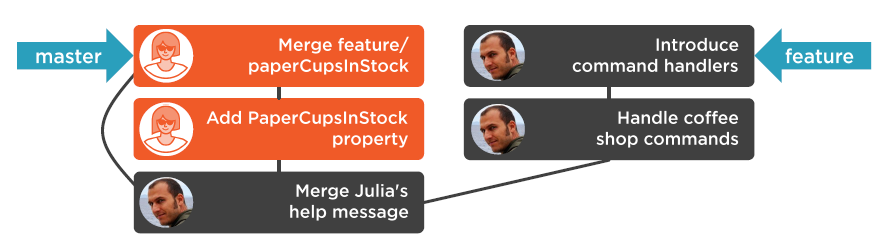 master
Merge feature/
paperCupsInStock
Add PaperCupsInStock
property
Merge Julia's
help message
Introduce
command handlers
feature
Handle coffee
shop commands